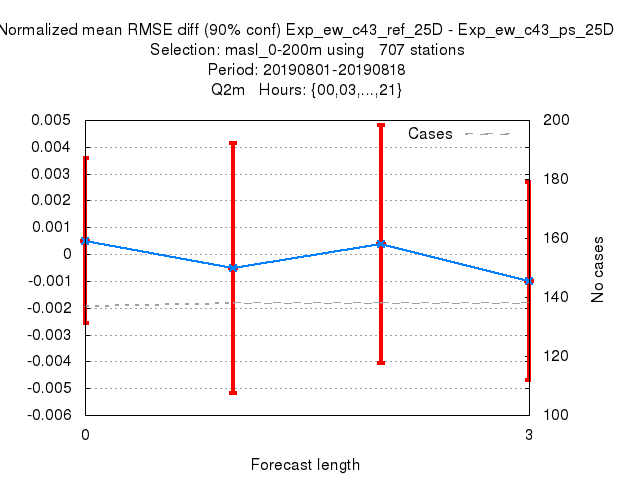 Normalized mean RMSE diff (90% conf) Exp_ew_c43_ref_25D - Exp_ew_c43_ps_25D
Selection: masl_0-200m using 707 stations
Period: 20190801-20190818
Q2m Hours: {00,03,...,21}
0.005
0.004
0.003
0.002
0.001
0
-0.001
-0.002
-0.003
-0.004
-0.005
-0.006
Cases
200
180
160
140
120
100
No cases
0
3
Forecast length